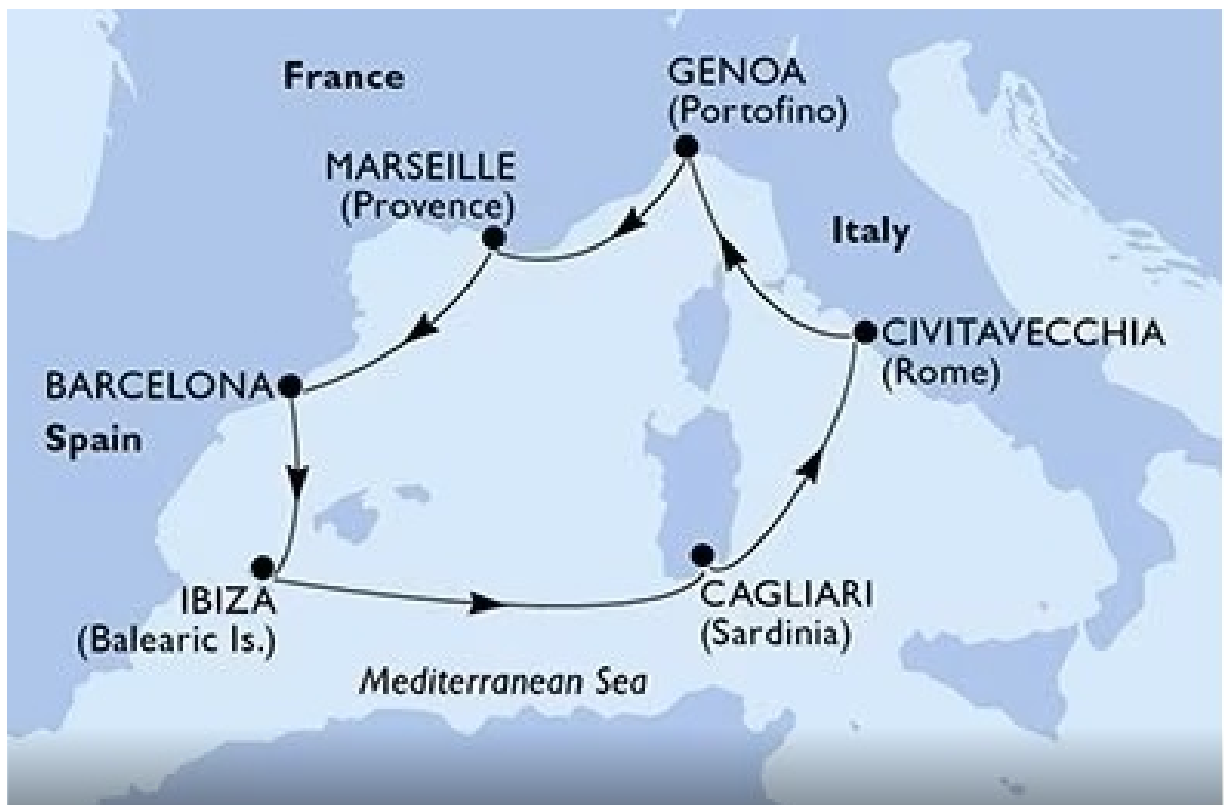 France
GENOA
(Portofino)
MARSEILLE
(Provence)
Italy
CIVITAVECCHIA
(Rome)
BARCELONA
Spain
IBIZA
(Balearic Is.)
CAGLIARI
(Sardinia)
Mediterranean Sea